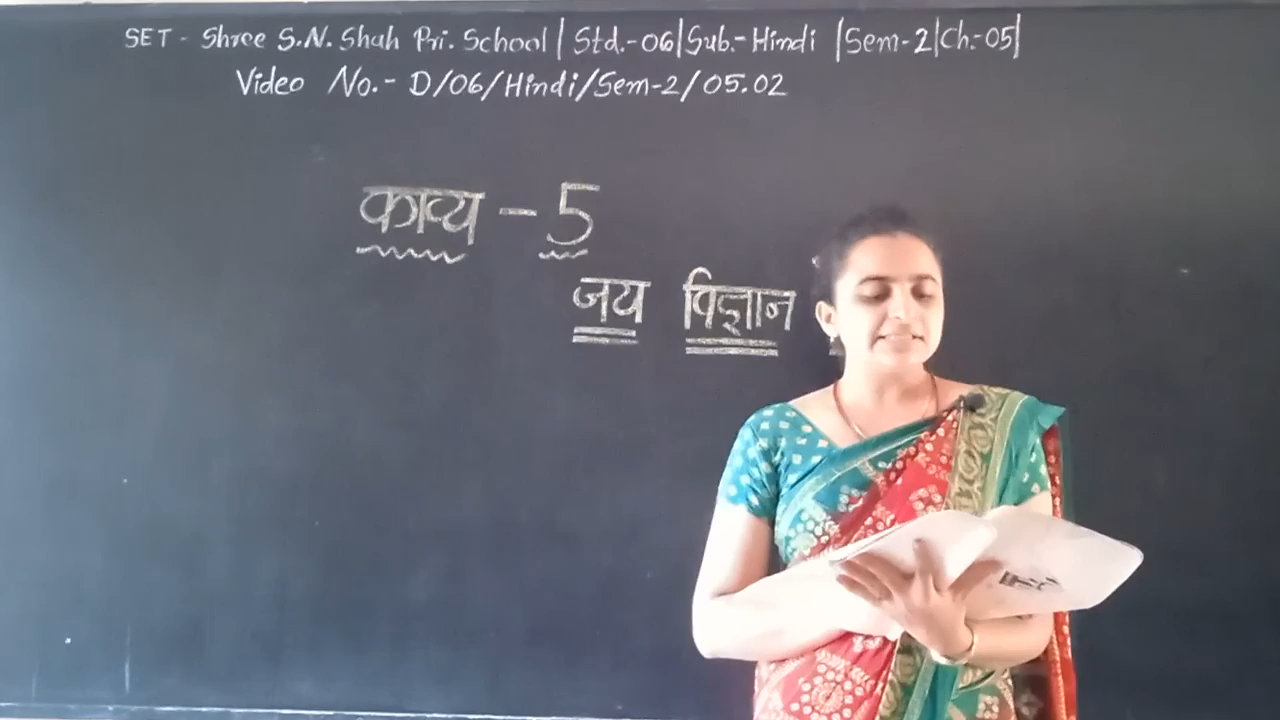 SET - Shree S.N. Shah Pri. School | Std.-06 | Sub.- Hindi | Sem-2 | Ch.-05 |
Video No.- D/06/Hindi/Sem-2/05.02
काव्य - 5
जय विज्ञान